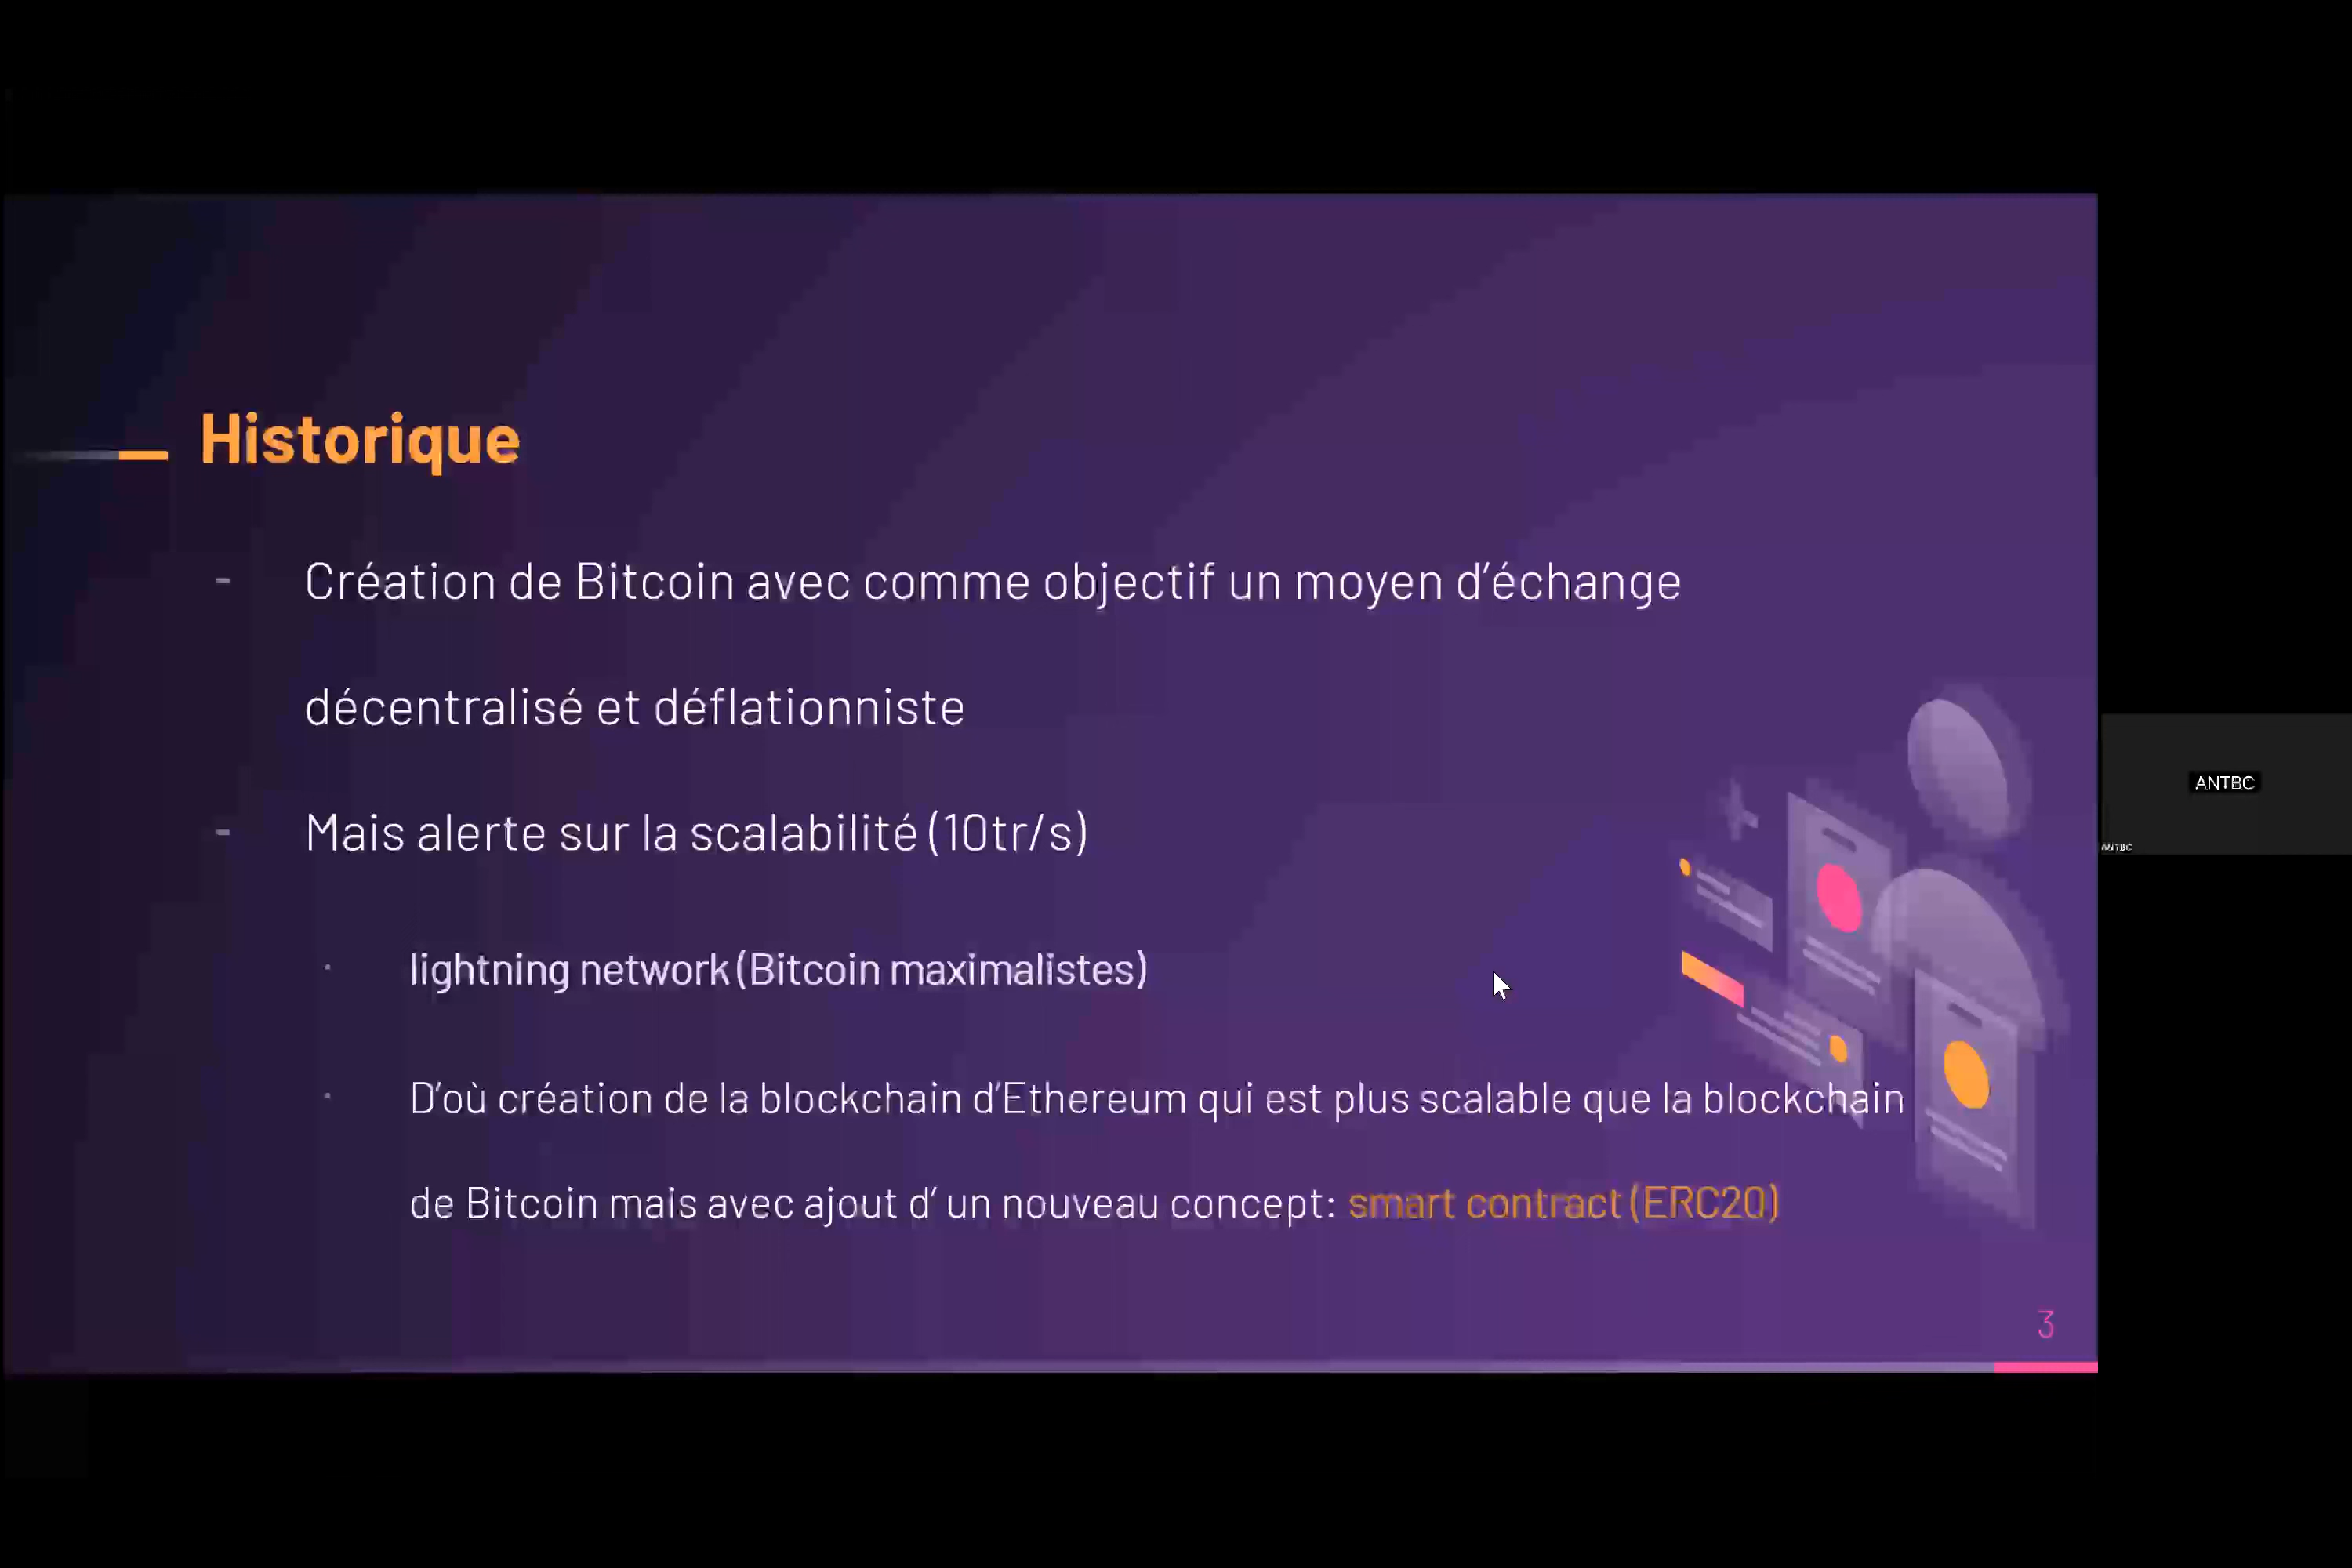 Historique
- Création de Bitcoin avec comme objectif un moyen d’échange
décentralisé et déflationniste
- Mais alerte sur la scalabilité (10tr/s)
· lightning network (Bitcoin maximalistes)
· D’où création de la blockchain d’Ethereum qui est plus scalable que la blockchain
de Bitcoin mais avec ajout d’ un nouveau concept: smart contract (ERC20)
3
ANTBC
ANTBC